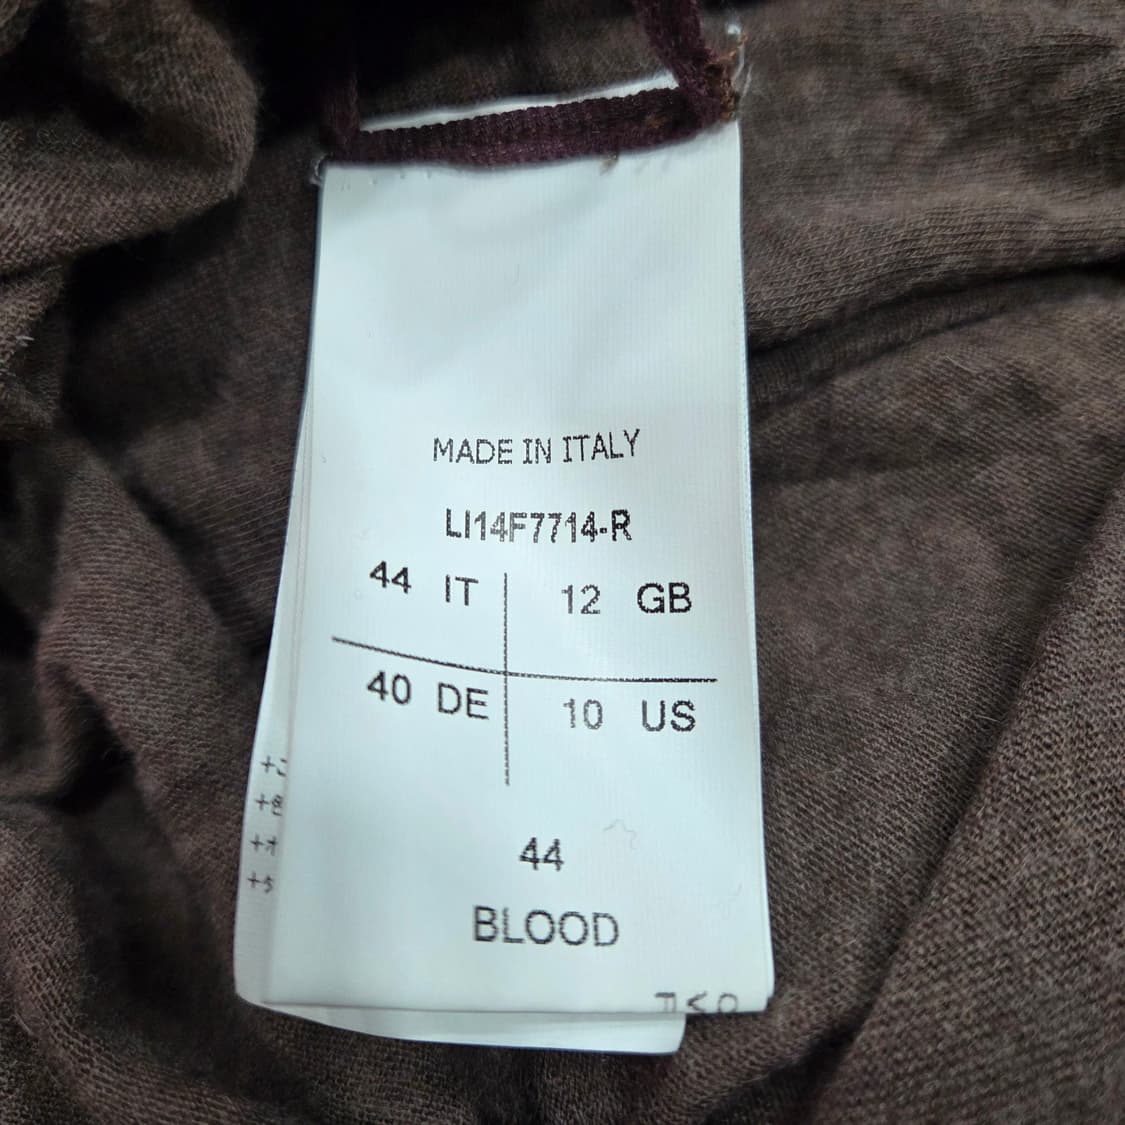 MADE IN ITALY
LI14F7714-R
44 IT 12 GB
40 DE 10 US
44
BLOOD